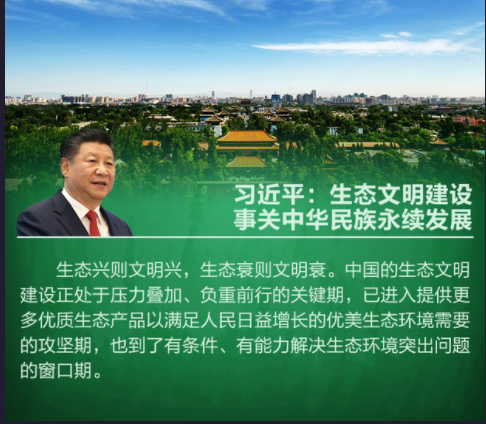 习近平：生态文明建设
事关中华民族永续发展
生态兴则文明兴，生态衰则文明衰。中国的生态文明
建设正处于压力叠加、负重前行的关键期，已进入提供更
多优质生态产品以满足人民日益增长的优美生态环境需要
的攻坚期，也到了有条件、有能力解决生态环境突出问题
的窗口期。